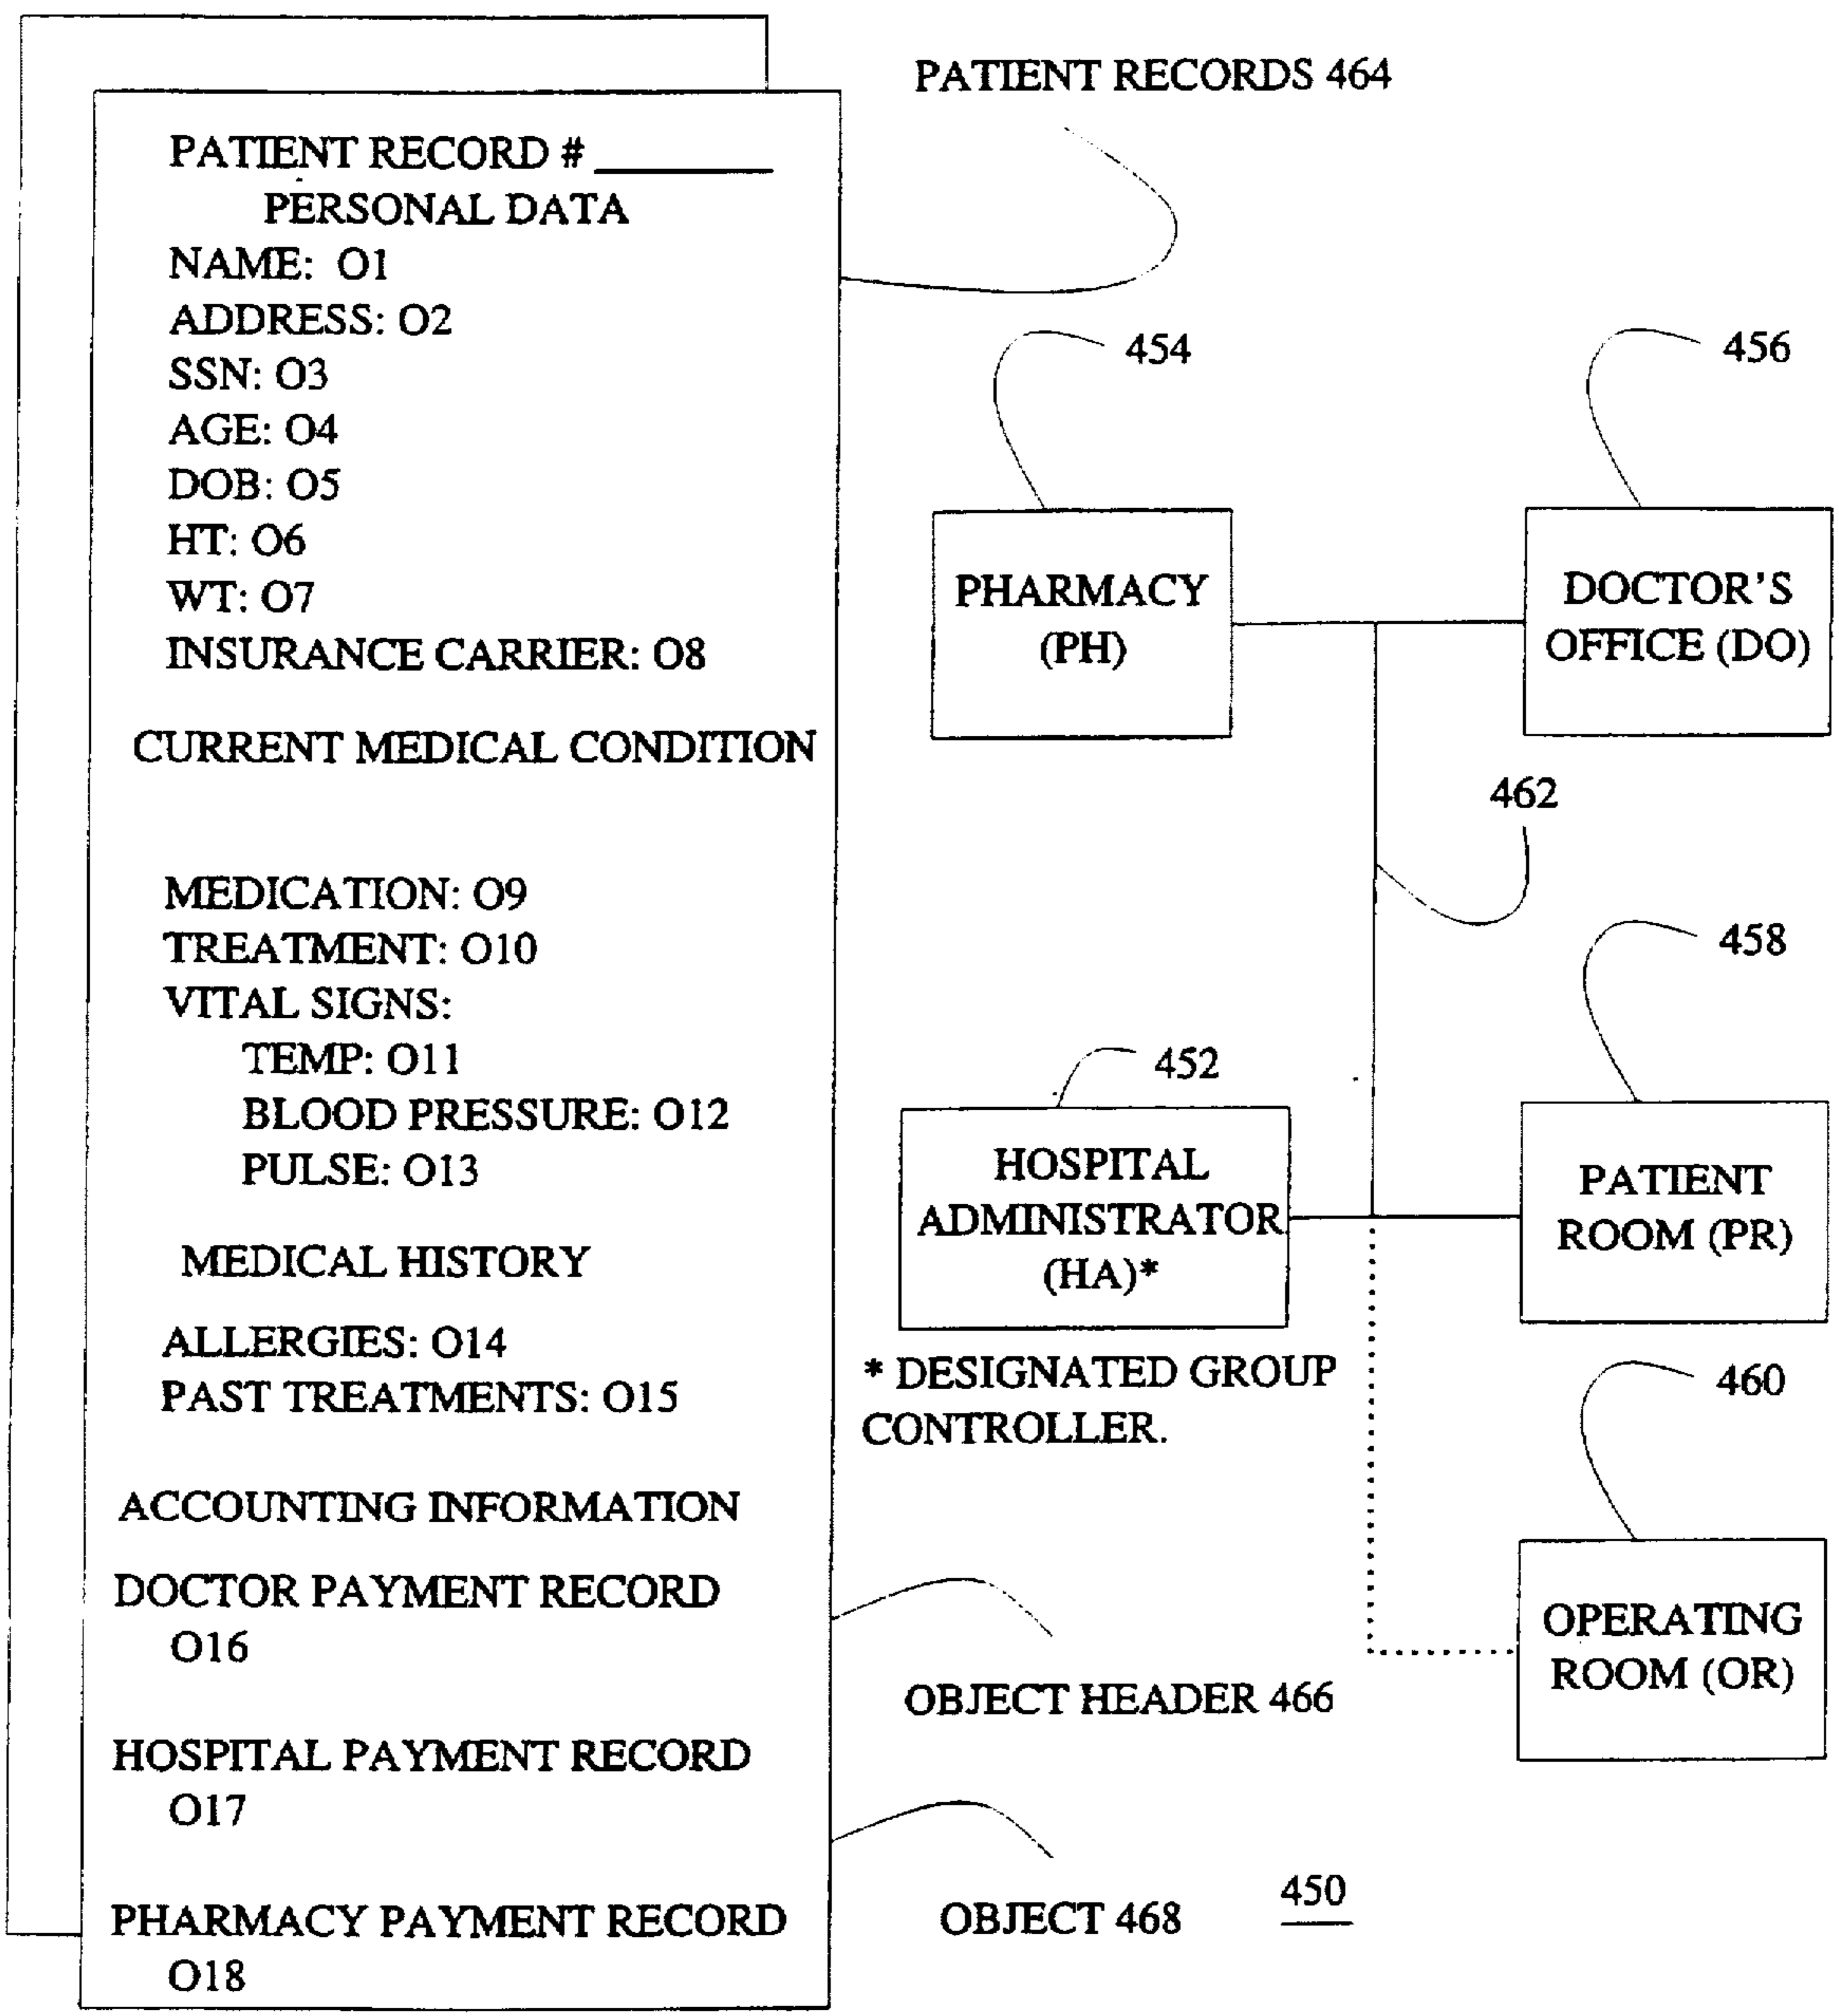 PATIENT RECORD #
PERSONAL DATA
NAME: O1
ADDRESS: O2
SSN: O3
AGE: O4
DOB: O5
HT: O6
WT: O7
INSURANCE CARRIER: O8
CURRENT MEDICAL CONDITION
MEDICATION: O9
TREATMENT: O10
VITAL SIGNS:
TEMP: O11
BLOOD PRESSURE: O12
PULSE: O13
MEDICAL HISTORY
ALLERGIES: O14
PAST TREATMENTS: O15
ACCOUNTING INFORMATION
DOCTOR PAYMENT RECORD
O16
HOSPITAL PAYMENT RECORD
O17
PHARMACY PAYMENT RECORD
O18
PATIENT RECORDS 464
454
PHARMACY
(PH)
456
DOCTOR'S
OFFICE (DO)
462
452
HOSPITAL
ADMINISTRATOR
(HA)*
* DESIGNATED GROUP
CONTROLLER.
458
PATIENT
ROOM (PR)
460
OPERATING
ROOM (OR)
OBJECT HEADER 466
OBJECT 468
450